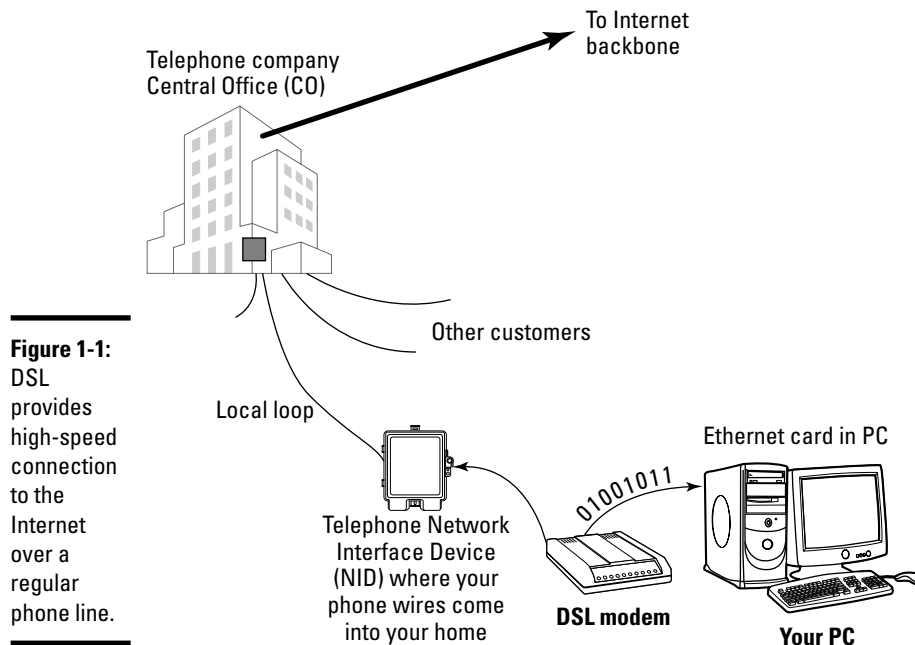 To Internet
backbone
Telephone company
Central Office (CO)
Other customers
Figure 1-1:
DSL
provides
high-speed
connection
to the
Internet
over a
regular
phone line.
Local loop
Ethernet card in PC
01001011
Telephone Network
Interface Device
(NID) where your
phone wires come
into your home
DSL modem
Your PC